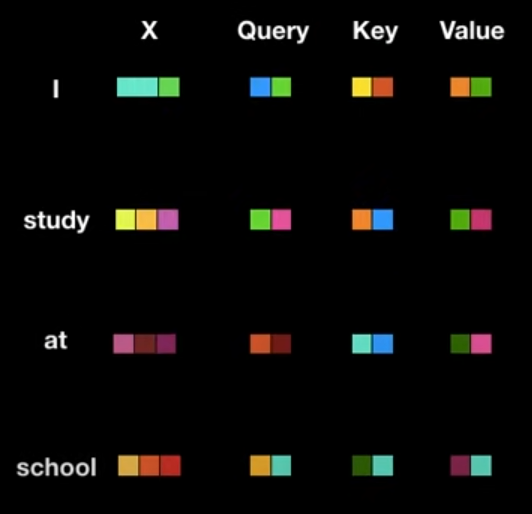 X Query Key Value
I
study
at
school